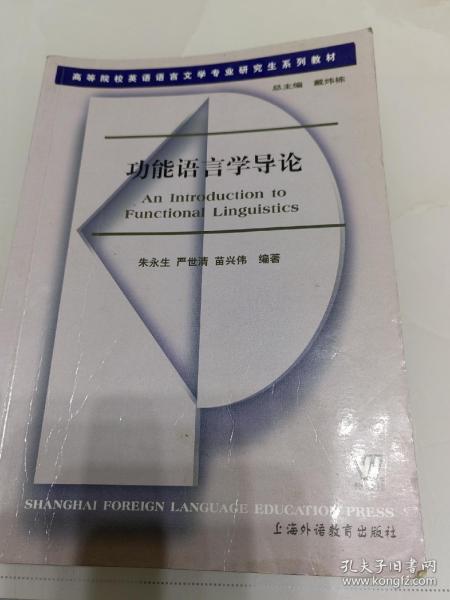 高等院校英语语言文学专业研究生系列教材
总主编 戴炜栋
功能语言学导论
An Introduction to
Functional Linguistics
朱永生 严世清 苗兴伟 编著
SHANGHAI FOREIGN LANGUAGE EDUCATION PRESS
上海外语教育出版社
孔夫子旧书网
www.kongfz.com